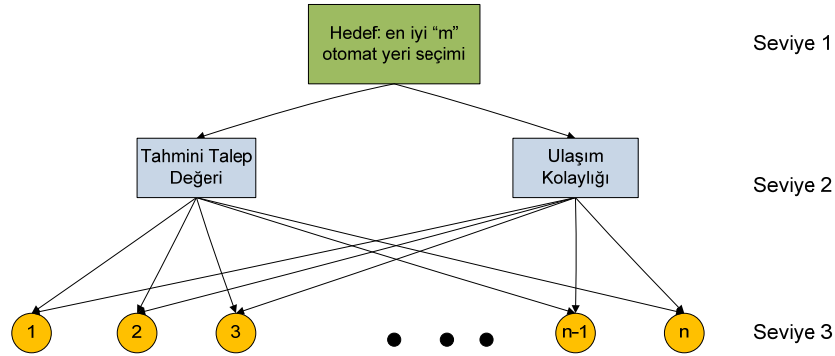 Hedef: en iyi “m”
otomat yeri seçimi
Seviye 1
Tahmini Talep
Değeri
Ulaşım
Kolaylığı
Seviye 2
1
2
3
n-1
n
Seviye 3